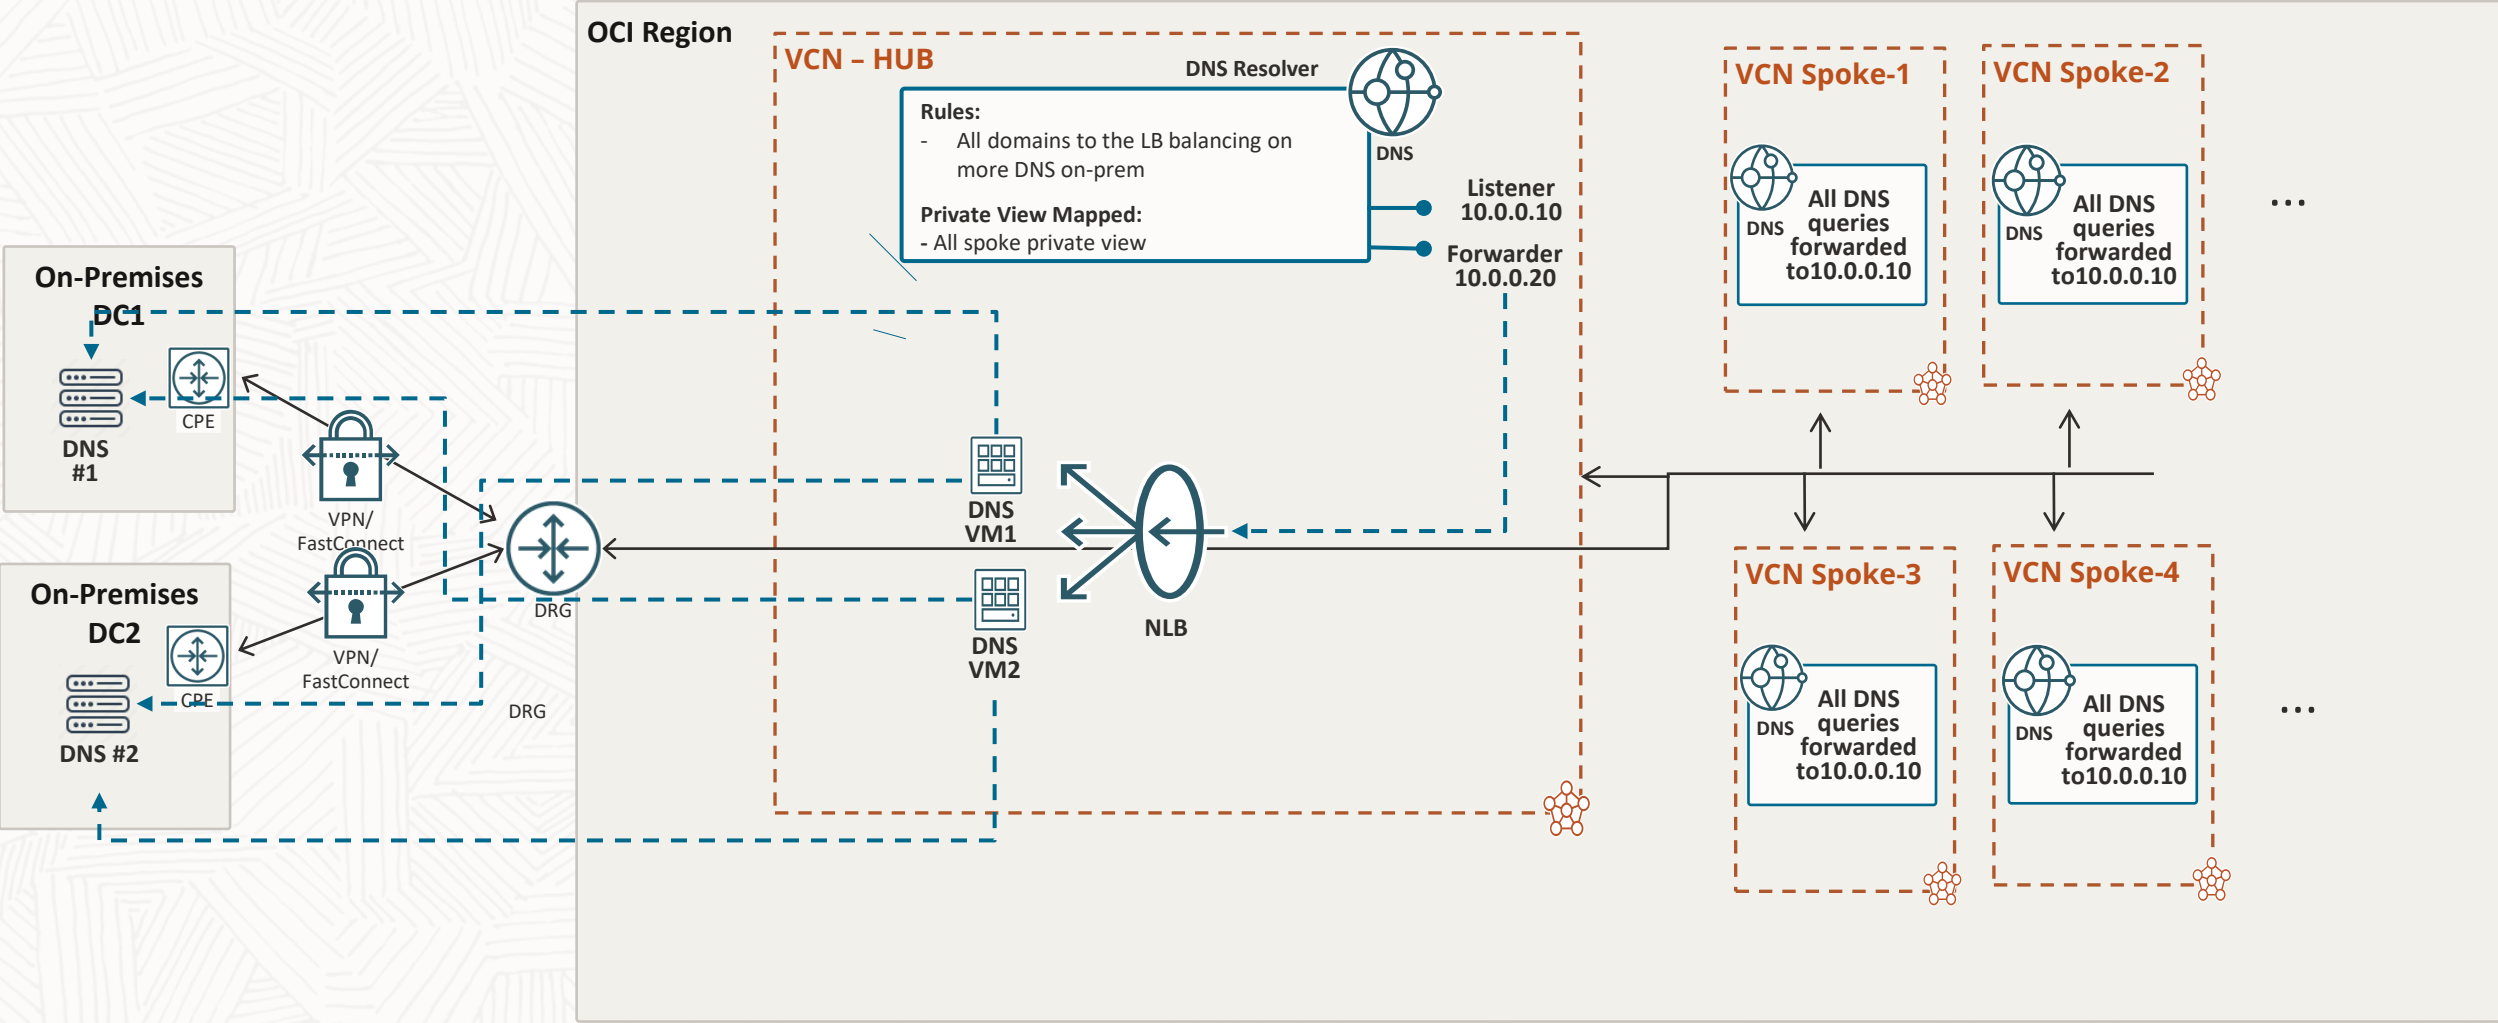 OCI Region
VCN – HUB
DNS Resolver
Rules:
- All domains to the LB balancing on
more DNS on-prem
Private View Mapped:
- All spoke private view
DNS
Listener
10.0.0.10
Forwarder
10.0.0.20
VCN Spoke-1
DNS
All DNS
queries
forwarded
to10.0.0.10
VCN Spoke-2
DNS
All DNS
queries
forwarded
to10.0.0.10
...
On-Premises
DC1
CPE
DNS
#1
VPN/
FastConnect
On-Premises
DC2
CPE
DNS #2
VPN/
FastConnect
DRG
DRG
DNS
VM1
DNS
VM2
NLB
VCN Spoke-3
DNS
All DNS
queries
forwarded
to10.0.0.10
VCN Spoke-4
DNS
All DNS
queries
forwarded
to10.0.0.10
...